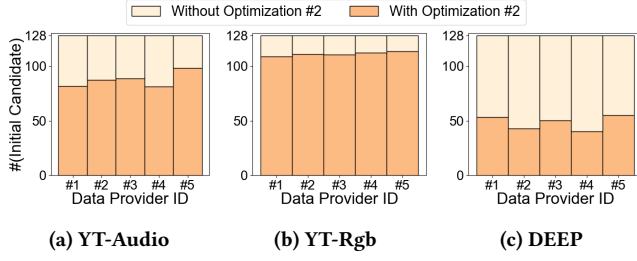 Without Optimization #2 With Optimization #2
#(Initial Candidate)
128
100
50
0
#1 #2 #3 #4 #5
Data Provider ID
(a) YT-Audio
128
100
50
0
#1 #2 #3 #4 #5
Data Provider ID
(b) YT-Rgb
128
100
50
0
#1 #2 #3 #4 #5
Data Provider ID
(c) DEEP